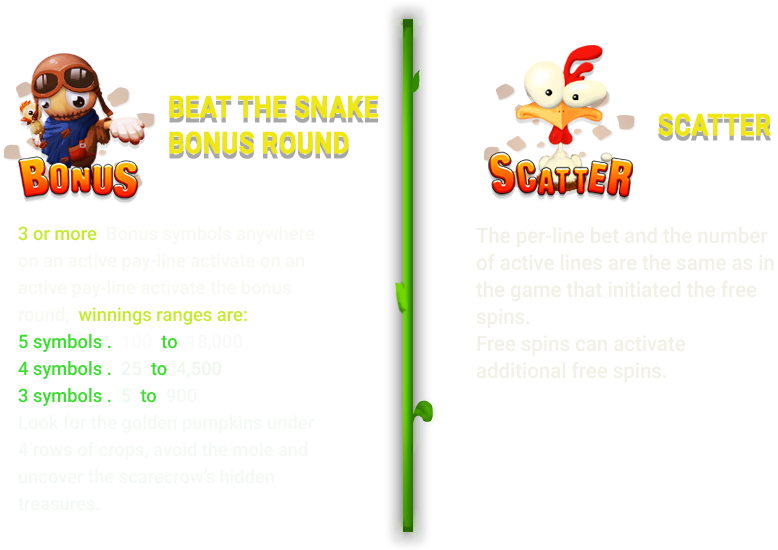 BONUS
BEAT THE SNAKE
BONUS ROUND
3 or more Bonus symbols anywhere
on an active pay-line activate on an
active pay-line activate the bonus
round, winnings ranges are:
5 symbols . 100 to 18,000
4 symbols . 25 to 4,500
3 symbols . 5 to 900
Look for the golden pumpkins under
4 rows of crops, avoid the mole and
uncover the scarecrow's hidden
treasures.
SCATTER
SCATTER
The per-line bet and the number
of active lines are the same as in
the game that initiated the free
spins.
Free spins can activate
additional free spins.